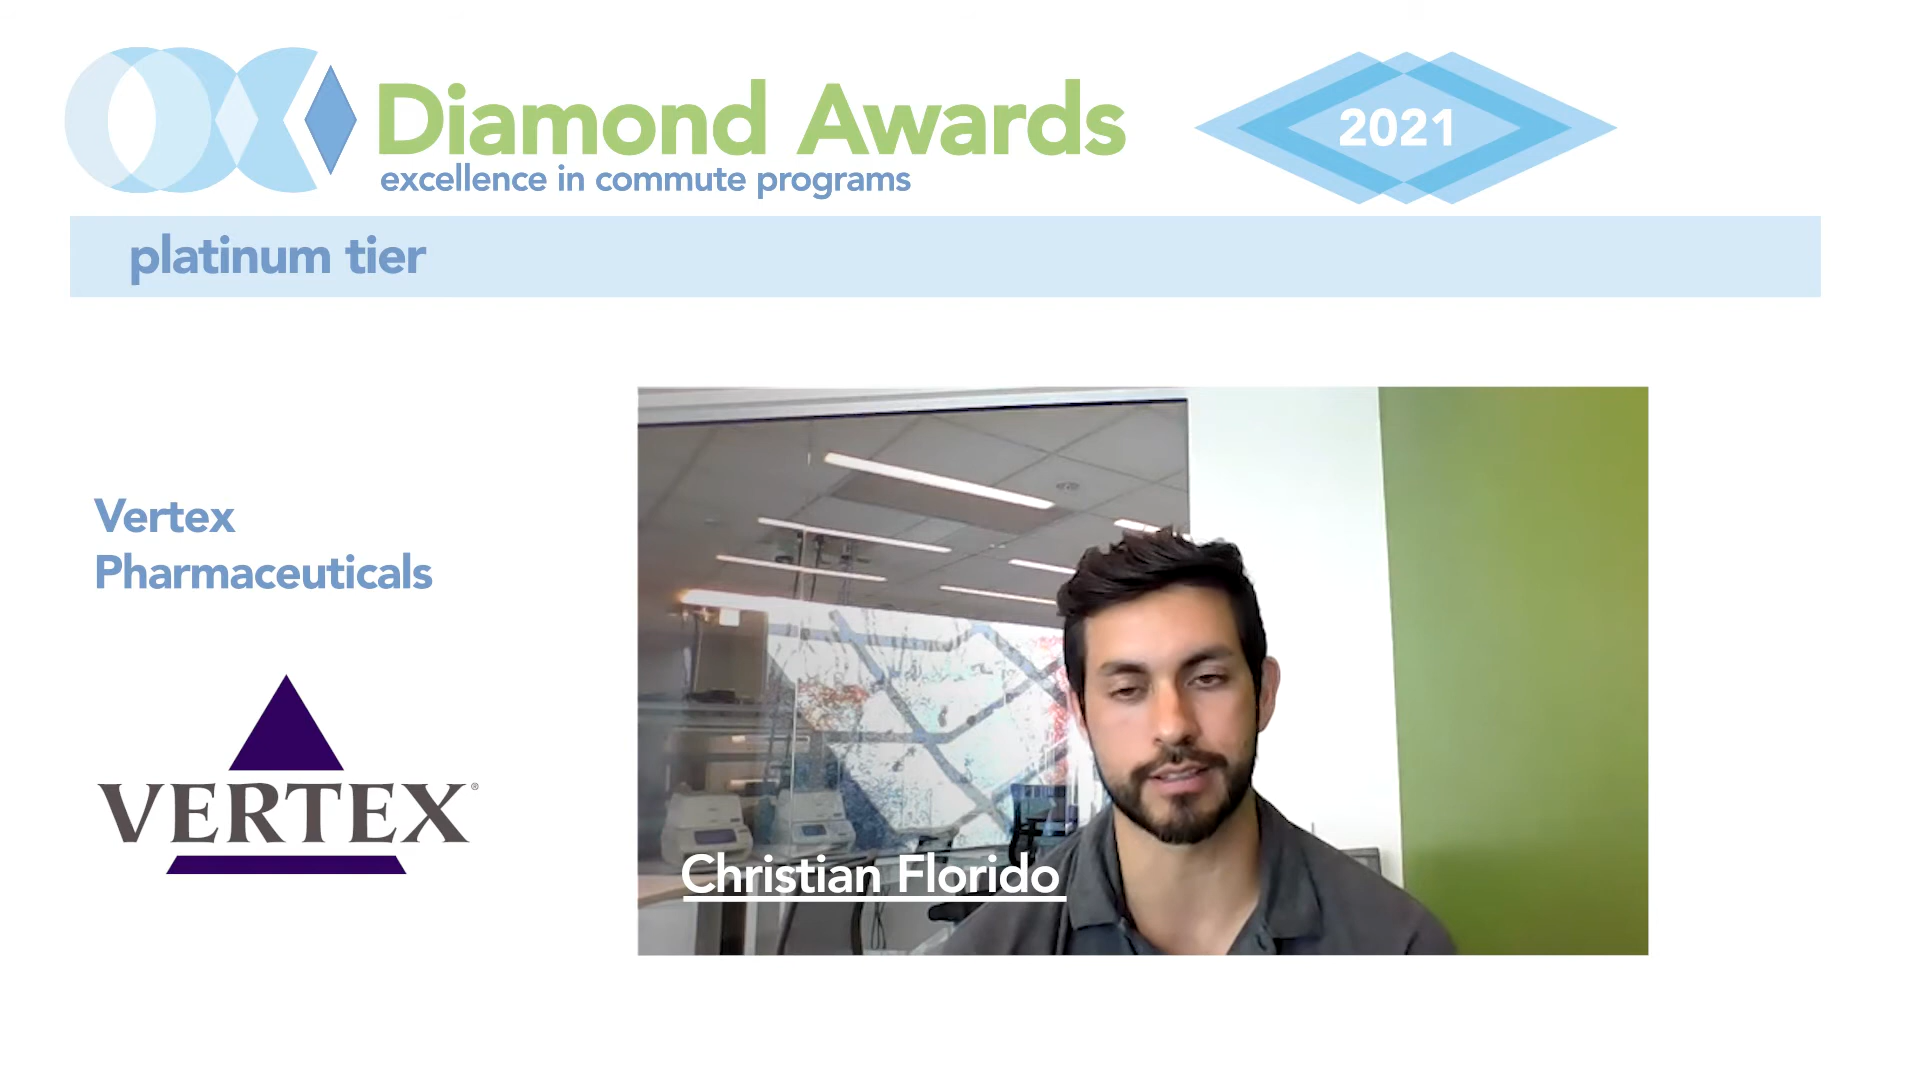 Diamond Awards
excellence in commute programs
2021
platinum tier
Vertex
Pharmaceuticals
VERTEX®
Christian Florido